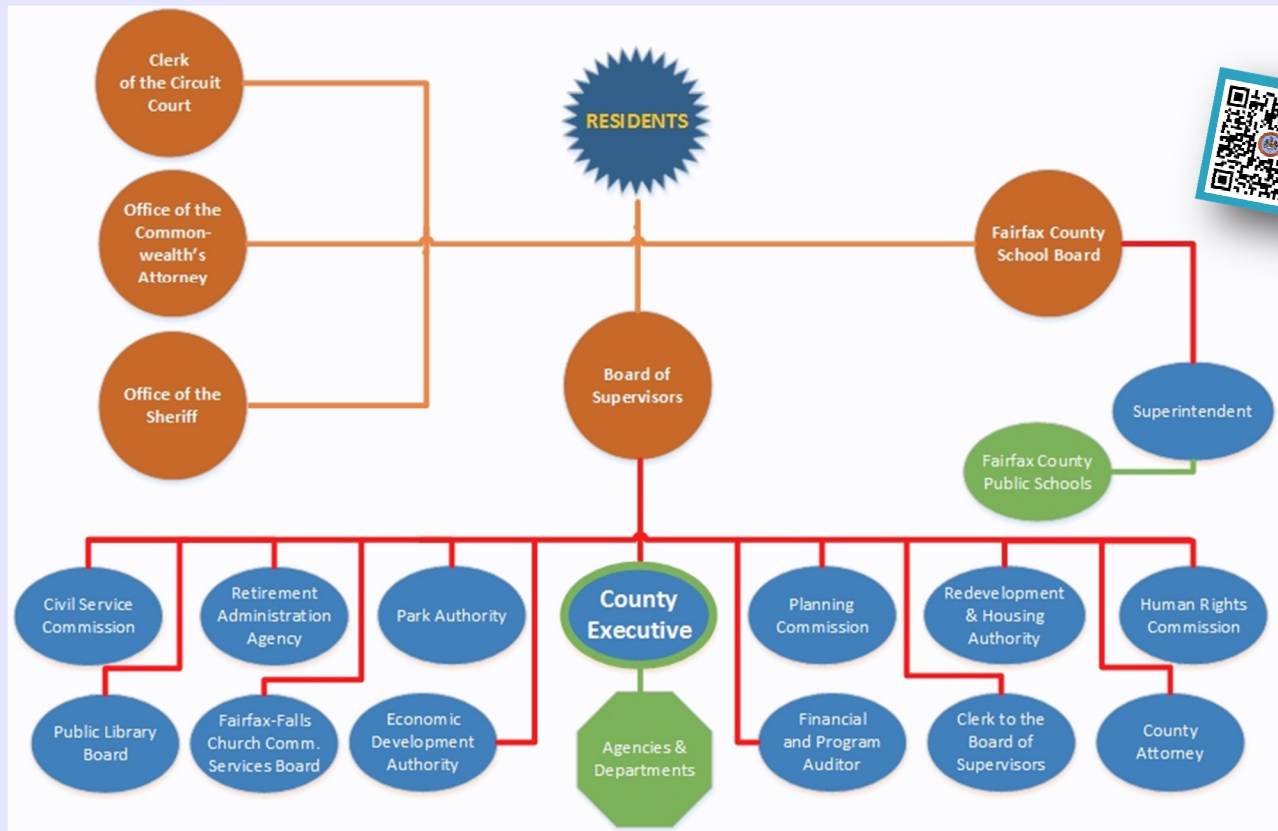 Clerk
of the Circuit
Court
RESIDENTS
Office of the
Common-
wealth's
Attorney
Fairfax County
School Board
Office of the
Sheriff
Board of
Supervisors
Superintendent
Fairfax County
Public Schools
Civil Service
Commission
Retirement
Administration
Agency
Park Authority
County
Executive
Planning
Commission
Redevelopment
& Housing
Authority
Human Rights
Commission
Public Library
Board
Fairfax-Falls
Church Comm.
Services Board
Economic
Development
Authority
Agencies &
Departments
Financial
and Program
Auditor
Clerk to the
Board of
Supervisors
County
Attorney